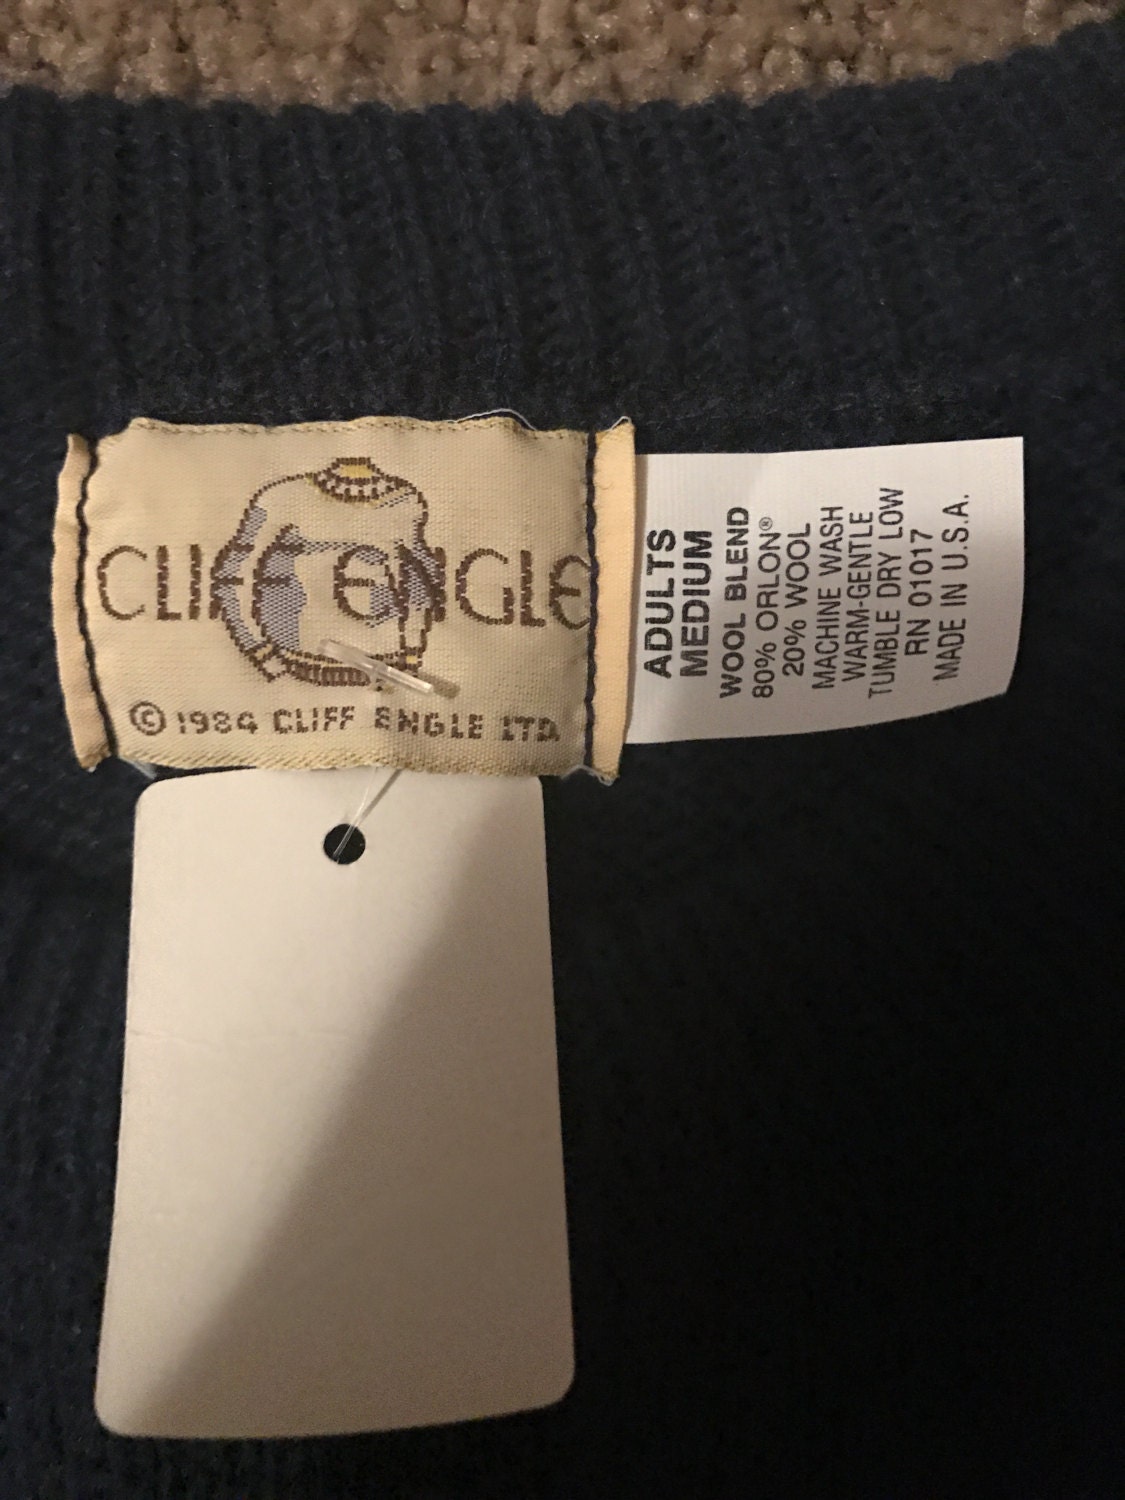 CLIFF ENGLE
© 1984 CLIFF ENGLE LTD.
ADULTS
MEDIUM
WOOL BLEND
80% ORLON®
20% WOOL
MACHINE WASH
WARM-GENTLE
TUMBLE DRY LOW
RN 01017
MADE IN U.S.A.